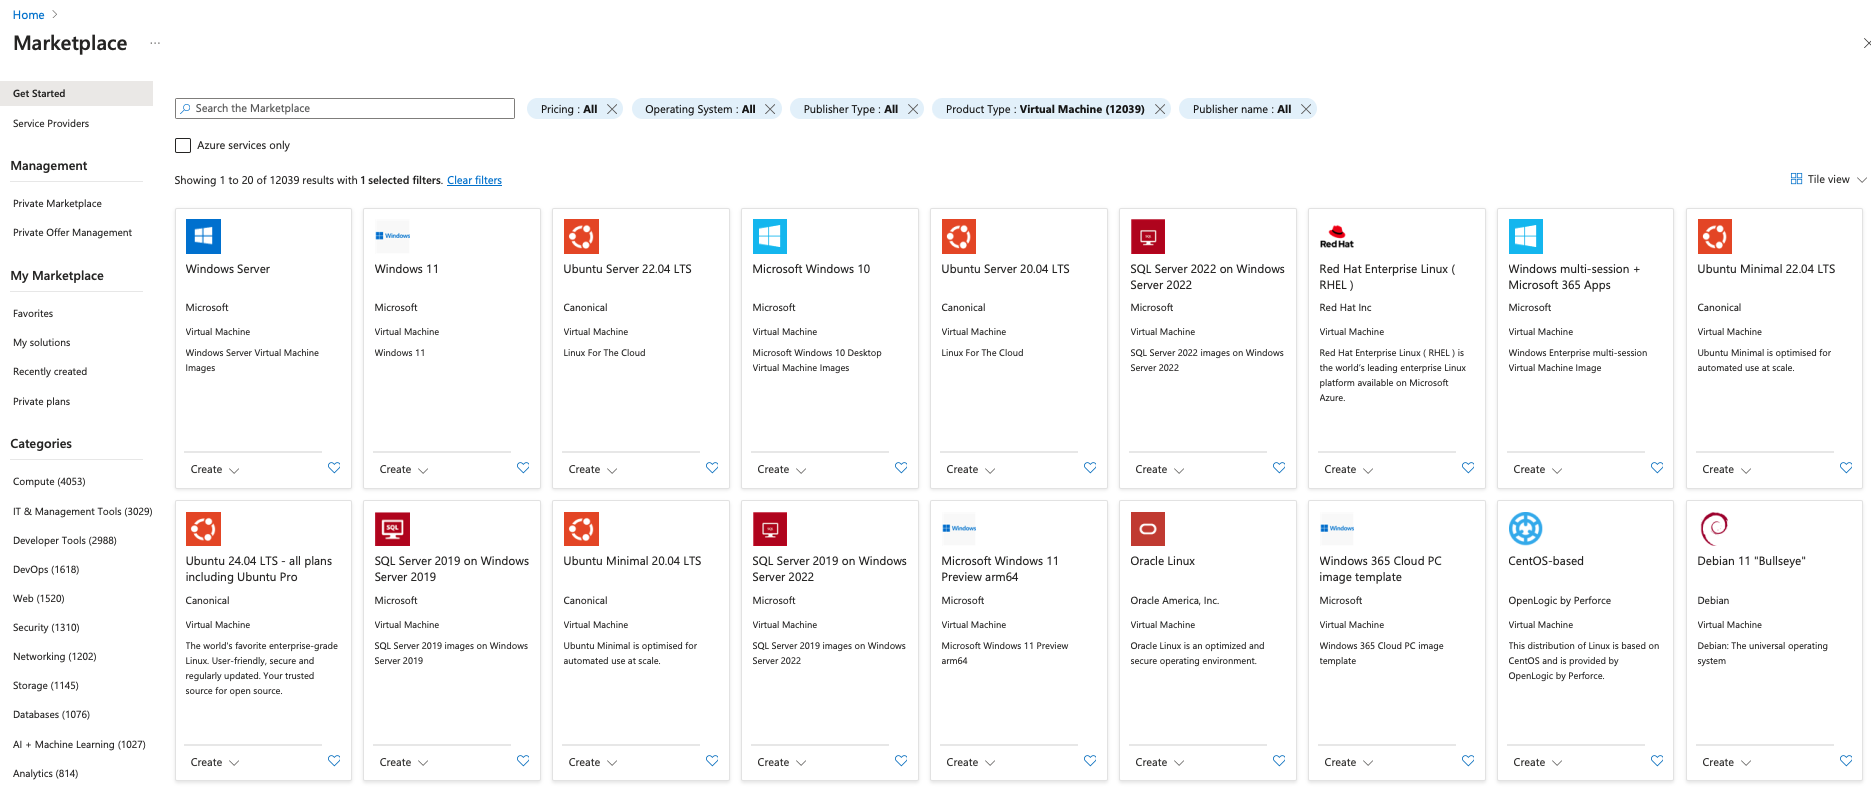 Home
Marketplace
...
Get Started
Service Providers
Management
Private Marketplace
Private Offer Management
My Marketplace
Favorites
My solutions
Recently created
Private plans
Categories
Compute (4053)
IT & Management Tools (3029)
Developer Tools (2988)
DevOps (1618)
Web (1520)
Security (1310)
Networking (1202)
Storage (1145)
Databases (1076)
AI + Machine Learning (1027)
Analytics (814)
Search the Marketplace
Pricing : All
Operating System : All
Publisher Type : All
Product Type : Virtual Machine (12039)
Publisher name : All
Azure services only
Showing 1 to 20 of 12039 results with 1 selected filters. Clear filters
Tile view
Windows Server
Microsoft
Virtual Machine
Windows Server Virtual Machine
Images
Create
Windows
Windows 11
Microsoft
Virtual Machine
Windows 11
Create
Ubuntu Server 22.04 LTS
Canonical
Virtual Machine
Linux For The Cloud
Create
Microsoft Windows 10
Microsoft
Virtual Machine
Microsoft Windows 10 Desktop
Virtual Machine Images
Create
Ubuntu Server 20.04 LTS
Canonical
Virtual Machine
Linux For The Cloud
Create
SQL
SQL Server 2022 on Windows
Server 2022
Microsoft
Virtual Machine
SQL Server 2022 images on Windows
Server 2022
Create
Red Hat
Red Hat Enterprise Linux (
RHEL )
Red Hat Inc
Virtual Machine
Red Hat Enterprise Linux ( RHEL ) is
the world's leading enterprise Linux
platform available on Microsoft
Azure.
Create
Windows multi-session +
Microsoft 365 Apps
Microsoft
Virtual Machine
Windows Enterprise multi-session
Virtual Machine Image
Create
Ubuntu Minimal 22.04 LTS
Canonical
Virtual Machine
Ubuntu Minimal is optimised for
automated use at scale.
Create
Ubuntu 24.04 LTS - all plans
including Ubuntu Pro
Canonical
Virtual Machine
The world's favorite enterprise-grade
Linux. User-friendly, secure and
regularly updated. Your trusted
source for open source.
Create
SQL
SQL Server 2019 on Windows
Server 2019
Microsoft
Virtual Machine
SQL Server 2019 images on Windows
Server 2019
Create
Ubuntu Minimal 20.04 LTS
Canonical
Virtual Machine
Ubuntu Minimal is optimised for
automated use at scale.
Create
SQL
SQL Server 2019 on Windows
Server 2022
Microsoft
Virtual Machine
SQL Server 2019 images on Windows
Server 2022
Create
Windows
Microsoft Windows 11
Preview arm64
Microsoft
Virtual Machine
Microsoft Windows 11 Preview
arm64
Create
Oracle Linux
Oracle America, Inc.
Virtual Machine
Oracle Linux is an optimized and
secure operating environment.
Create
Windows
Windows 365 Cloud PC
image template
Microsoft
Virtual Machine
Windows 365 Cloud PC image
template
Create
CentOS-based
OpenLogic by Perforce
Virtual Machine
This distribution of Linux is based on
CentOS and is provided by
OpenLogic by Perforce.
Create
Debian 11 "Bullseye"
Debian
Virtual Machine
Debian: The universal operating
system
Create